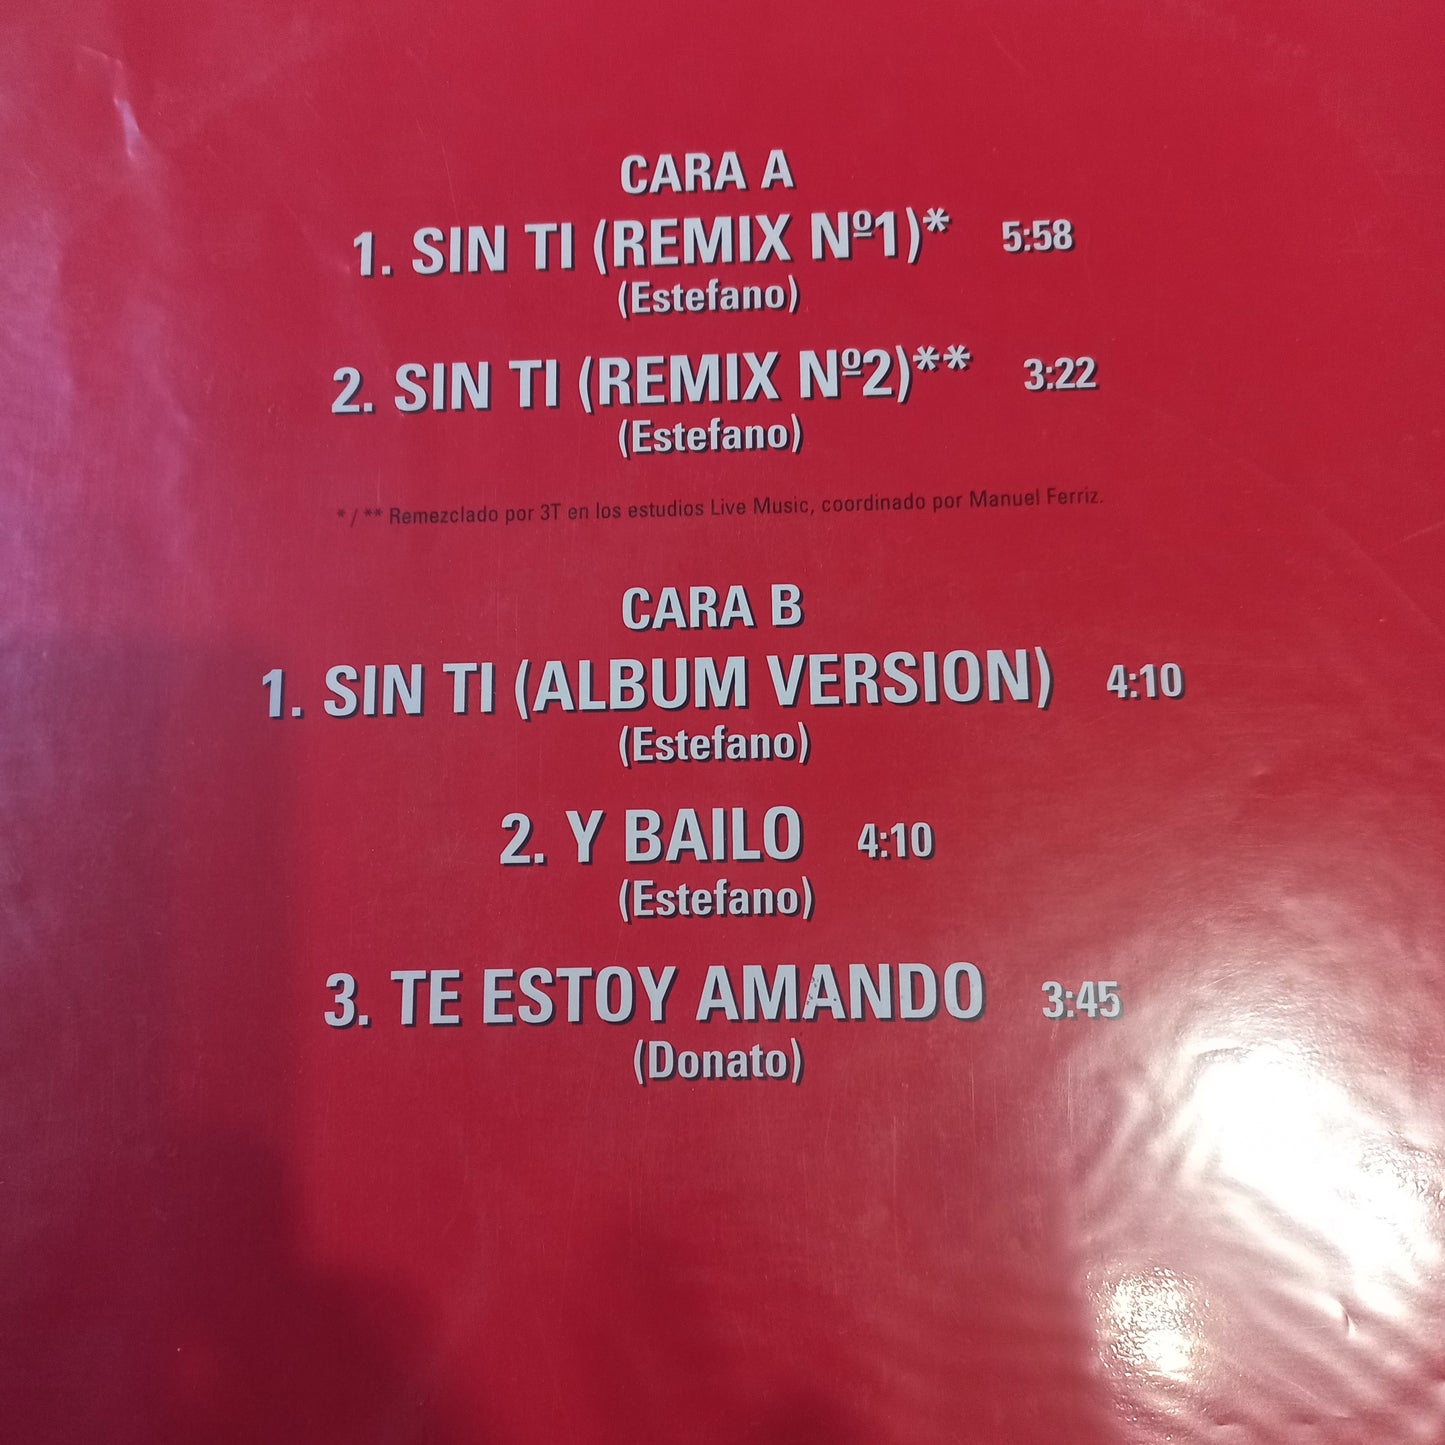 CARA A
1. SIN TI (REMIX Nº1)* 5:58
(Estefano)
2. SIN TI (REMIX Nº2)** 3:22
(Estefano)
* / ** Remezclado por 3T en los estudios Live Music, coordinado por Manuel Ferriz.
CARA B
1. SIN TI (ALBUM VERSION) 4:10
(Estefano)
2. Y BAILO 4:10
(Estefano)
3. TE ESTOY AMANDO 3:45
(Donato)